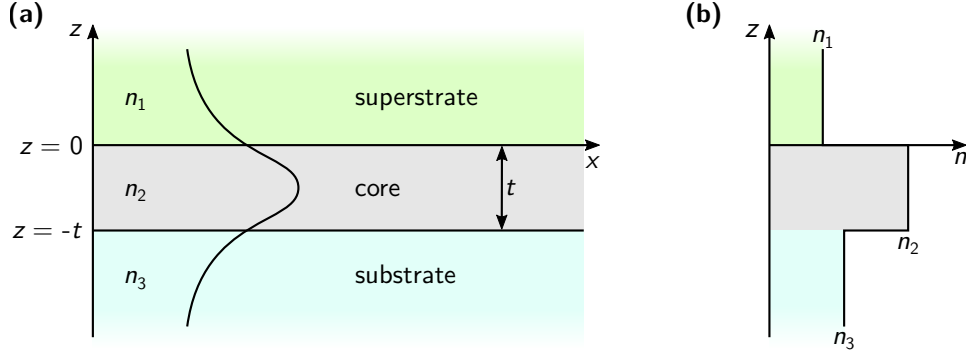 (a)
z
n1
superstrate
z = 0
x
n2
core
t
z = -t
n3
substrate
(b)
z
n1
n
n2
n3